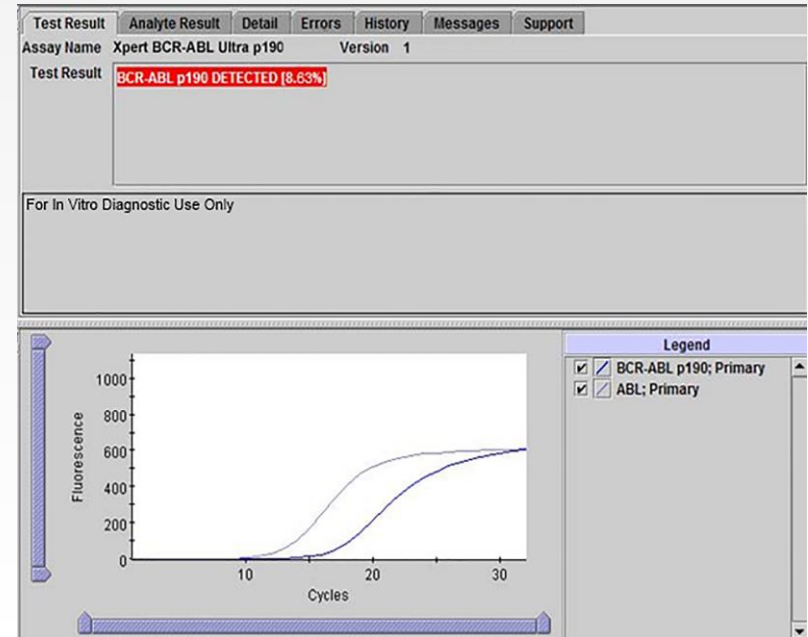 Test Result Analyte Result Detail Errors History Messages Support
Assay Name Xpert BCR-ABL Ultra p190 Version 1
Test Result BCR-ABL p190 DETECTED [8.63%]
For In Vitro Diagnostic Use Only
Legend
BCR-ABL p190; Primary
ABL; Primary
1000
800
600
400
200
0
Fluorescence
10 20 30
Cycles